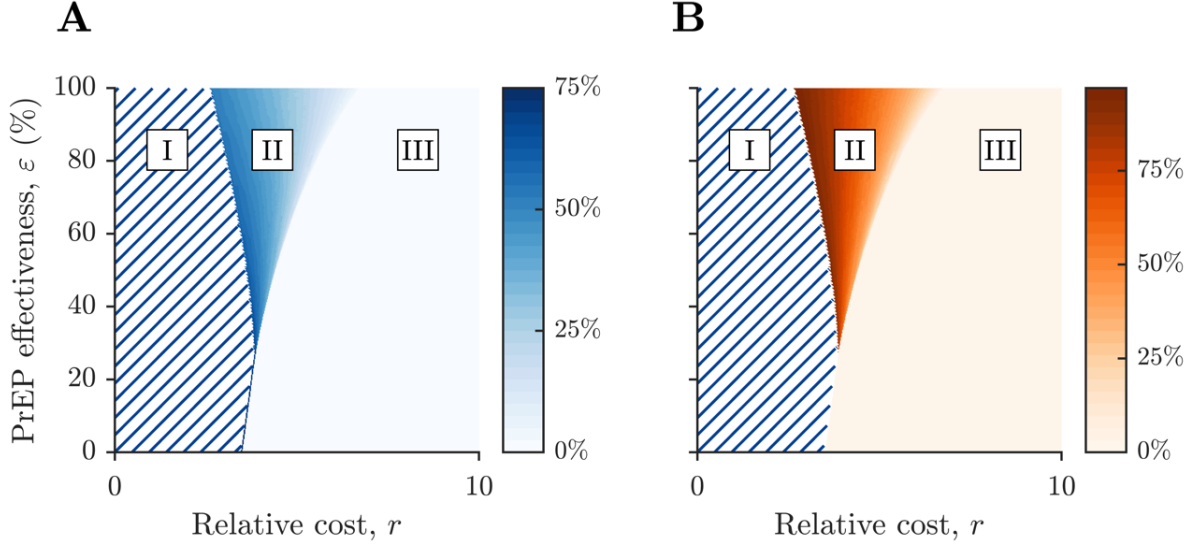 A
B
PrEP effectiveness, ε (%)
100
80
60
40
20
0
I
II
III
75%
50%
25%
0%
0
10
Relative cost, r
I
II
III
75%
50%
25%
0%
0
10
Relative cost, r